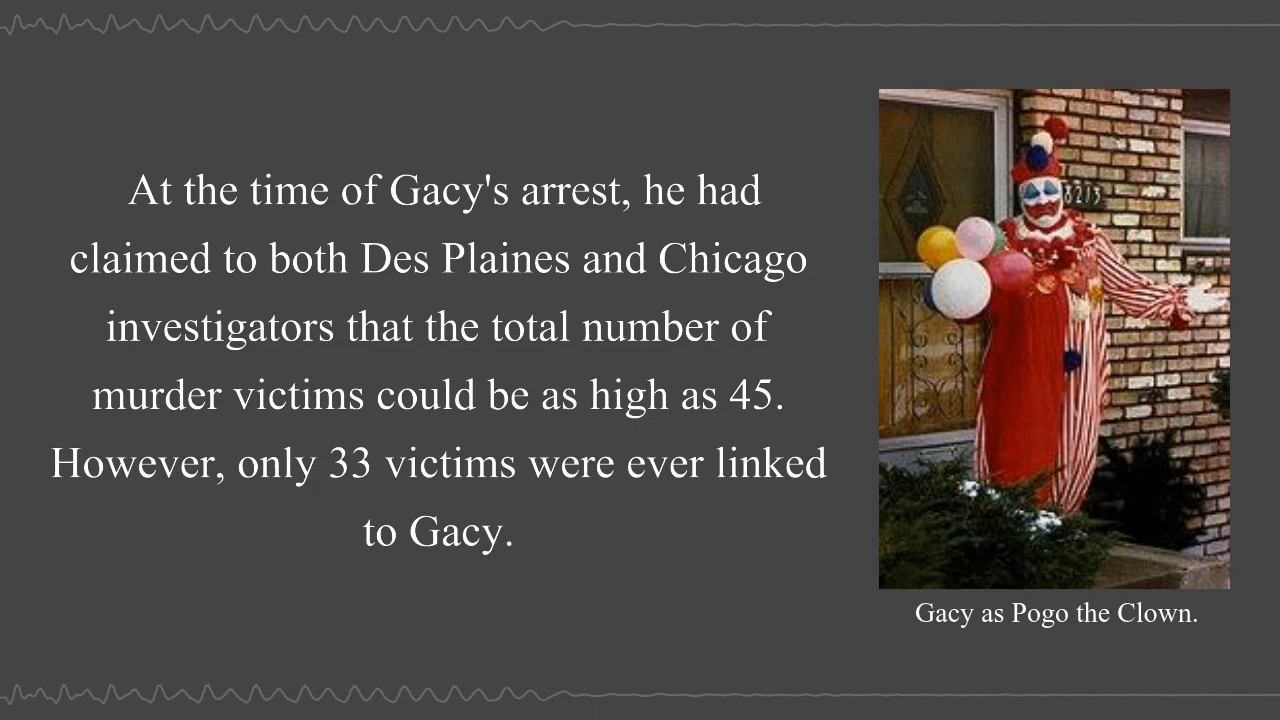 At the time of Gacy's arrest, he had
claimed to both Des Plaines and Chicago
investigators that the total number of
murder victims could be as high as 45.
However, only 33 victims were ever linked
to Gacy.
8213
Gacy as Pogo the Clown.